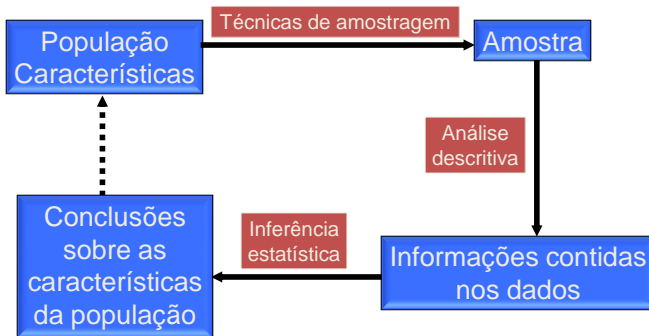 População
Características
Técnicas de amostragem
Amostra
Análise
descritiva
Informações contidas
nos dados
Inferência
estatística
Conclusões
sobre as
características
da população